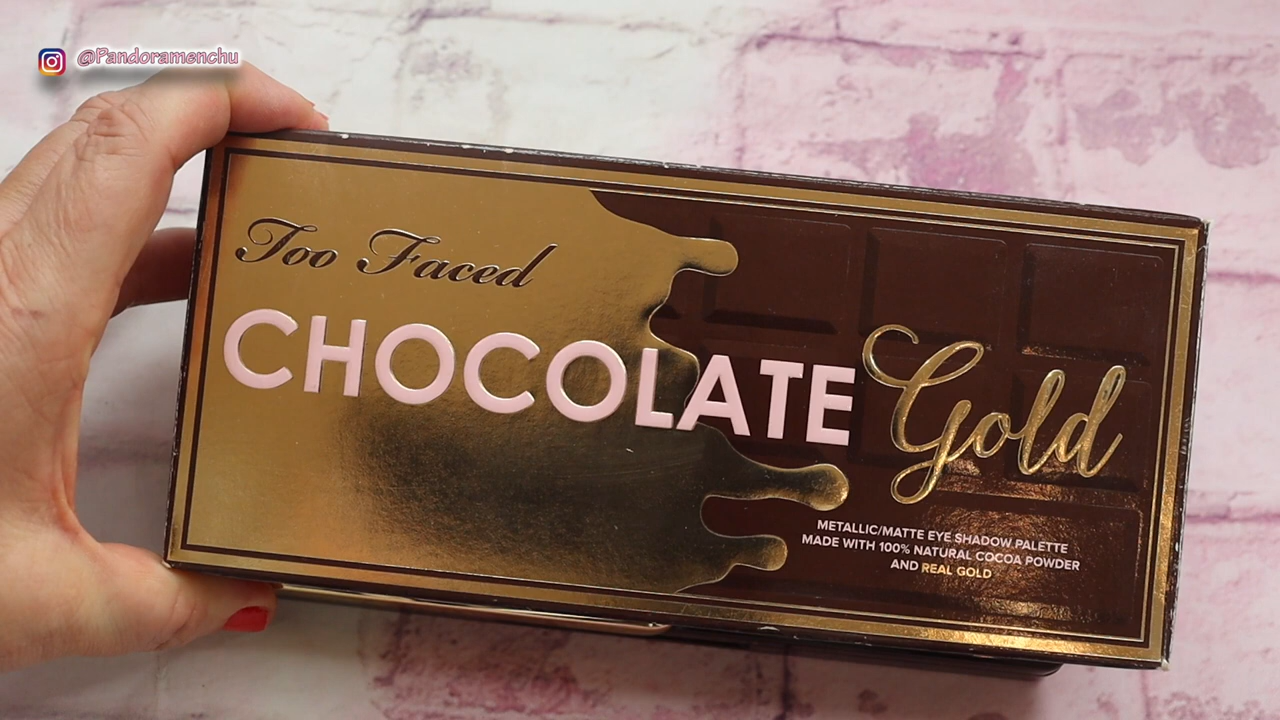 @Pandoramenchu
Too Faced
CHOCOLATE Gold
METALLIC/MATTE EYE SHADOW PALETTE
MADE WITH 100% NATURAL COCOA POWDER
AND REAL GOLD